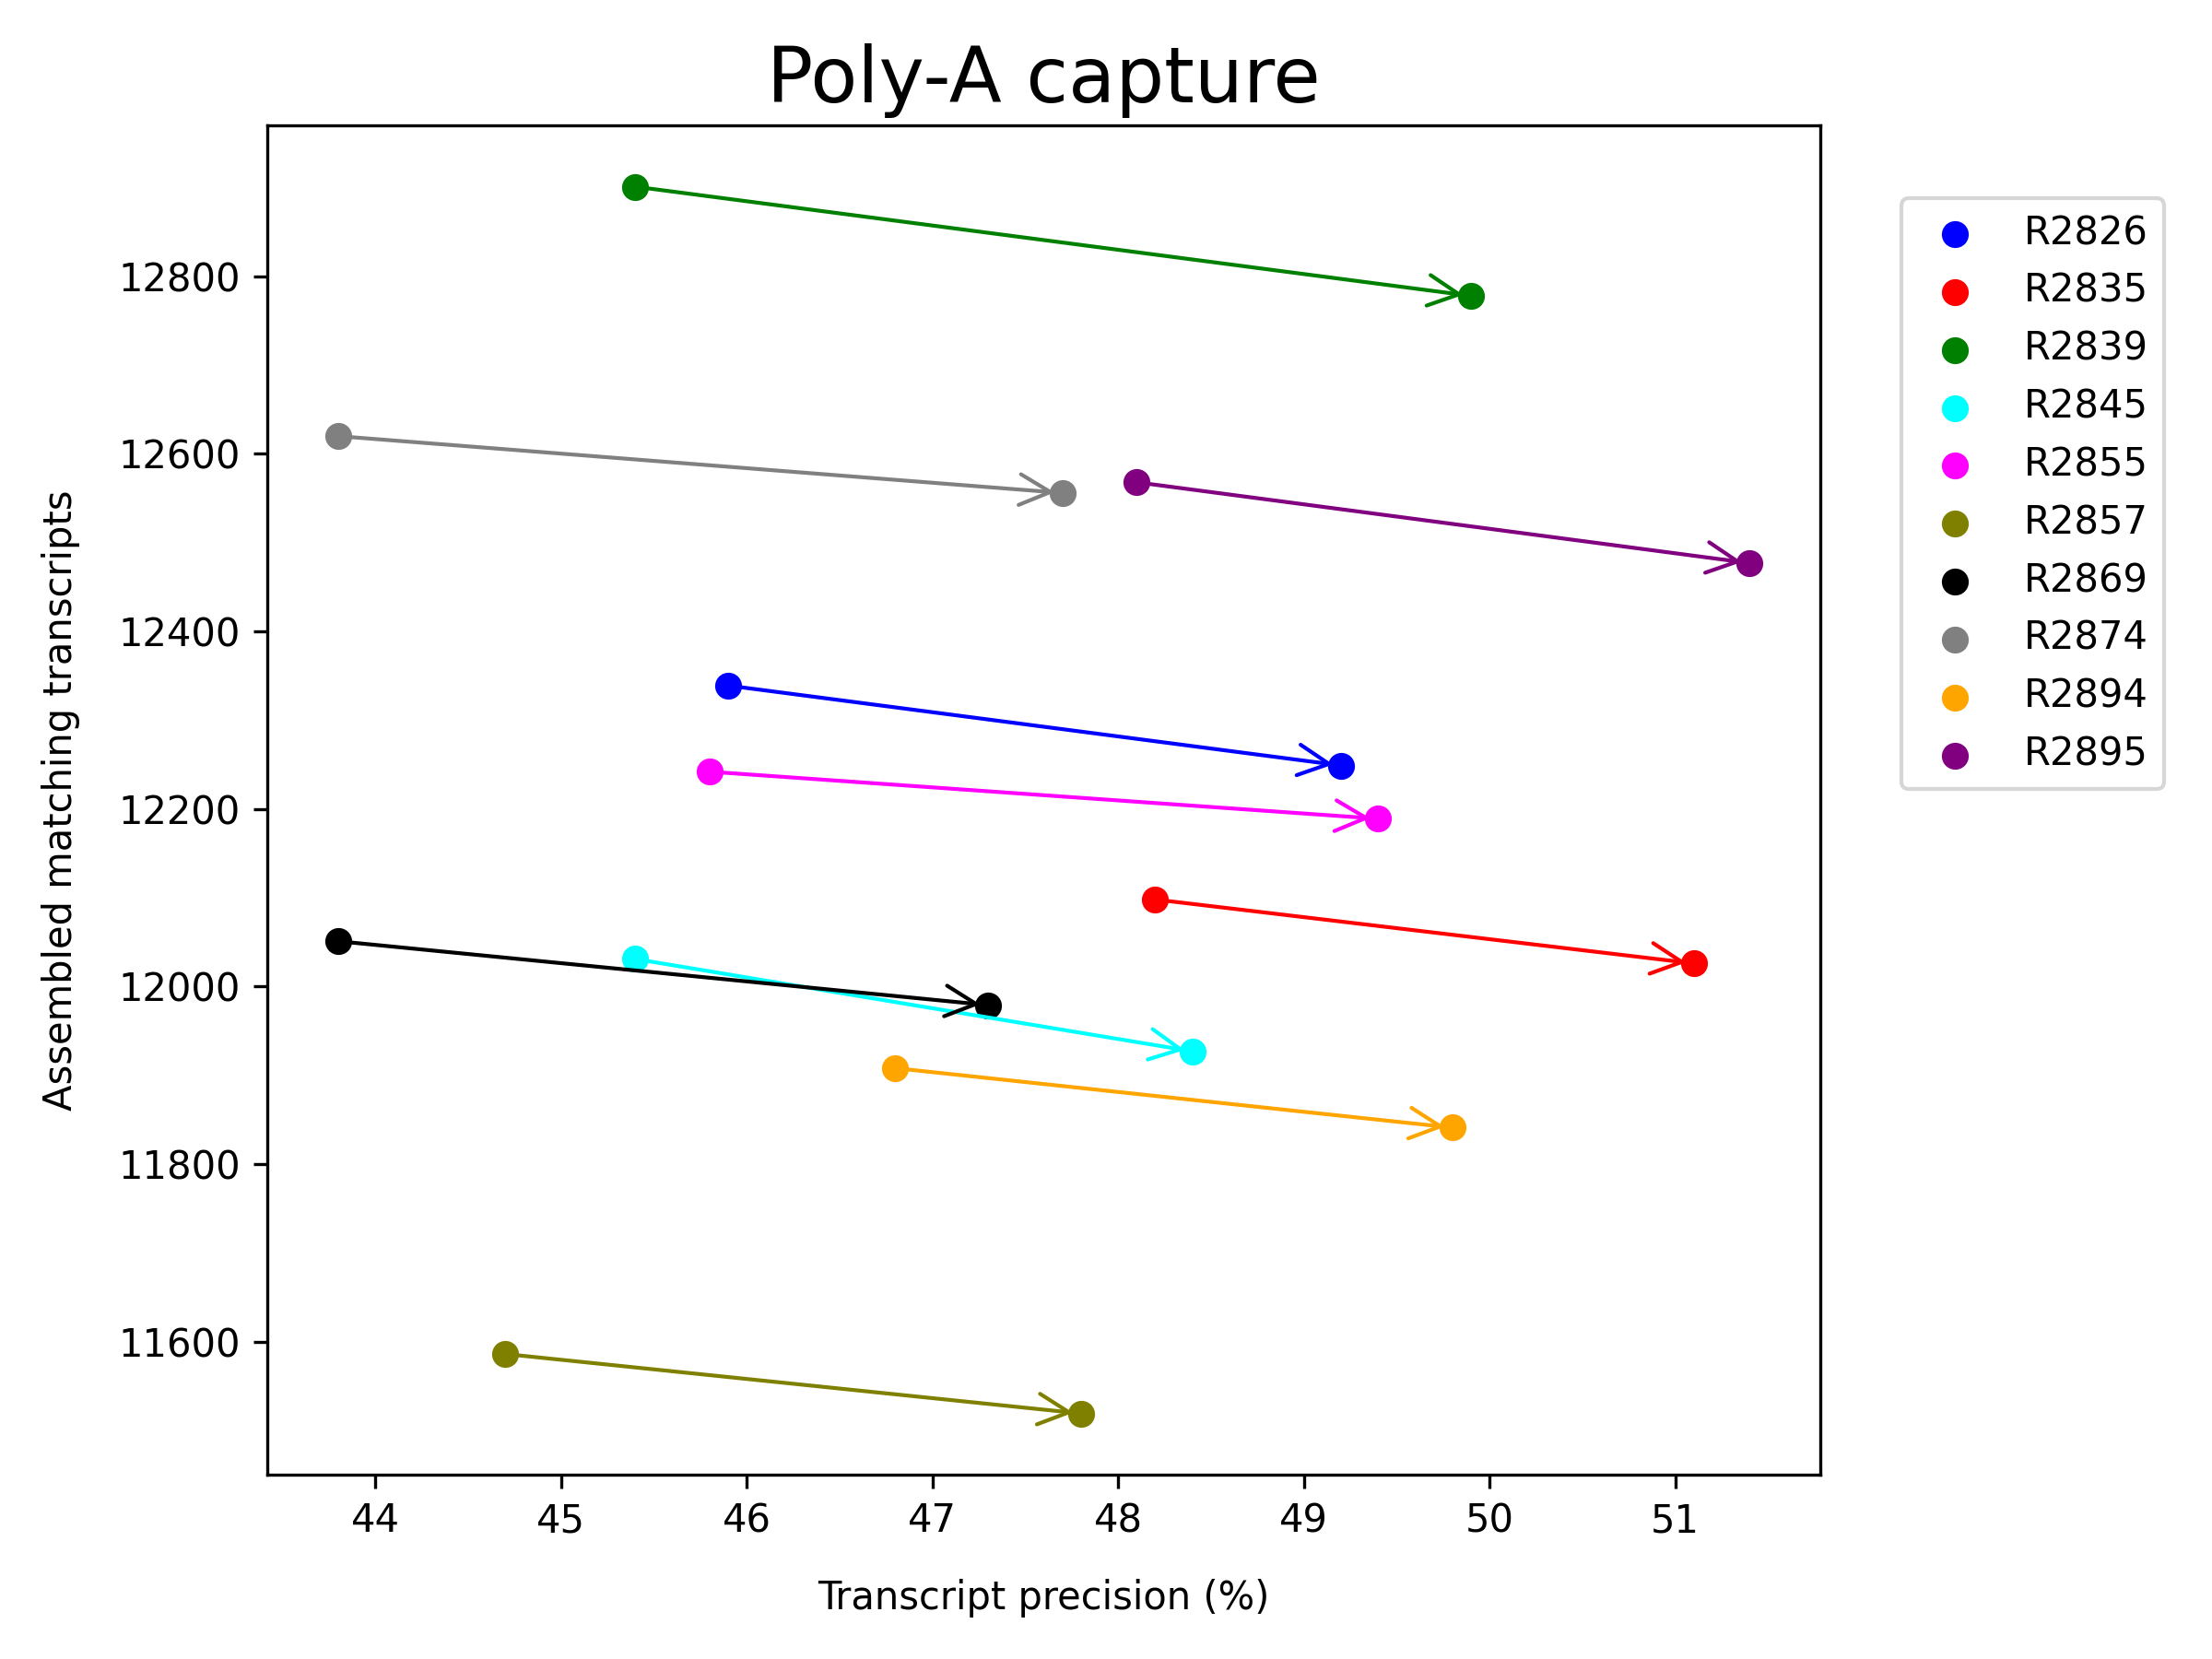 Poly-A capture
Assembled matching transcripts
12800
12600
12400
12200
12000
11800
11600
44 45 46 47 48 49 50 51
Transcript precision (%)
R2826
R2835
R2839
R2845
R2855
R2857
R2869
R2874
R2894
R2895